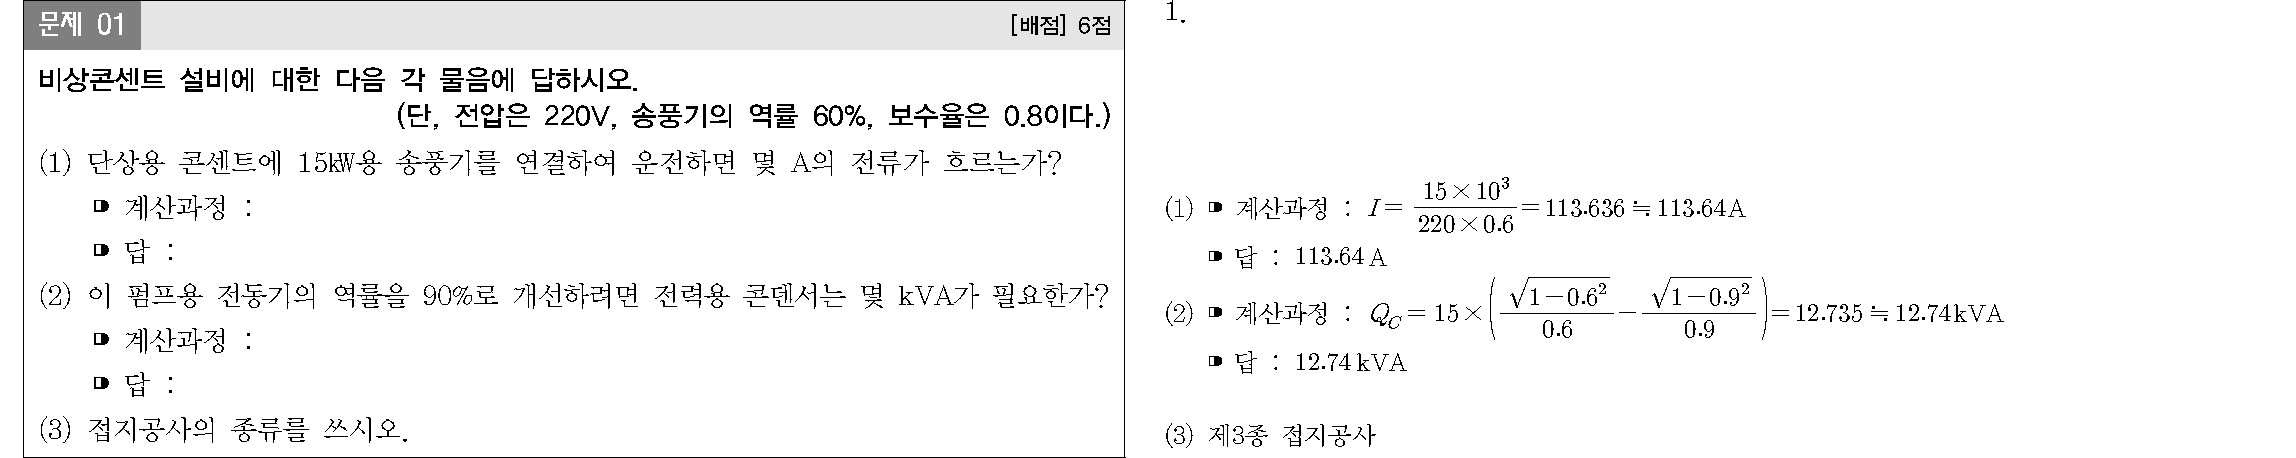 문제 01
[배점] 6점
비상콘센트 설비에 대한 다음 각 물음에 답하시오.
(단, 전압은 220V, 송풍기의 역률 60%, 보수율은 0.8이다.)
(1) 단상용 콘센트에 15㎾용 송풍기를 연결하여 운전하면 몇 A의 전류가 흐르는가?
➡ 계산과정 :
➡ 답 :
(2) 이 펌프용 전동기의 역률을 90%로 개선하려면 전력용 콘덴서는 몇 kVA가 필요한가?
➡ 계산과정 :
➡ 답 :
(3) 접지공사의 종류를 쓰시오.
1.
(1) ➡ 계산과정 : I = \frac{15×10^3}{220×0.6} = 113.636 ≒ 113.64A
➡ 답 : 113.64A
(2) ➡ 계산과정 : Q_C = 15×(\frac{\sqrt{1-0.6^2}}{0.6} - \frac{\sqrt{1-0.9^2}}{0.9}) = 12.735 ≒ 12.74kVA
➡ 답 : 12.74kVA
(3) 제3종 접지공사